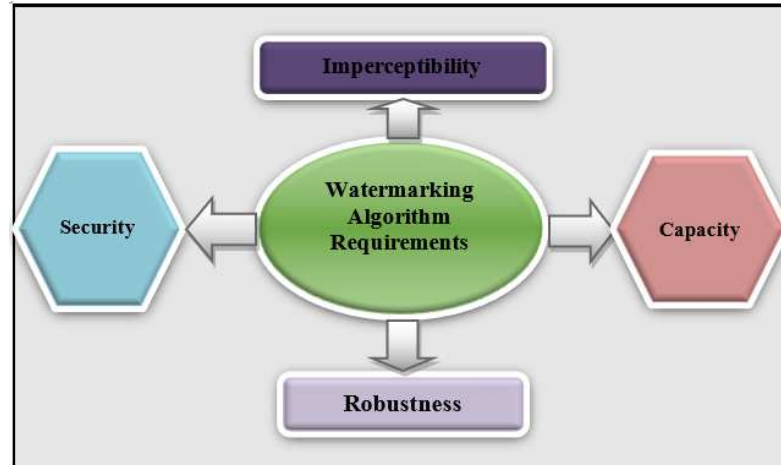 Imperceptibility
Watermarking
Algorithm
Requirements
Security
Capacity
Robustness